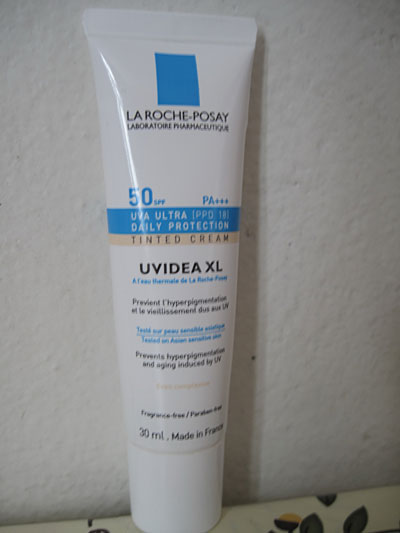 LA ROCHE-POSAY
LABORATOIRE PHARMACEUTIQUE
50 SPF PA+++
UVA ULTRA [PPD 18]
DAILY PROTECTION
TINTED CREAM
UVIDEA XL
A l'eau thermale de La Roche-Posay
Prévient l'hyperpigmentation
et le vieillissement dus aux UV
Testé sur peau sensible asiatique
Tested on Asian sensitive skin
Prevents hyperpigmentation
and aging induced by UV
Fragrance-free / Paraben-free
30 ml. Made in France